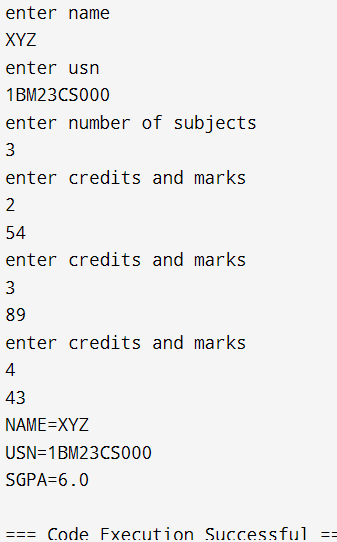 enter name
XYZ
enter usn
1BM23CS000
enter number of subjects
3
enter credits and marks
2
54
enter credits and marks
3
89
enter credits and marks
4
43
NAME=XYZ
USN=1BM23CS000
SGPA=6.0
=== Code Execution Successful ==